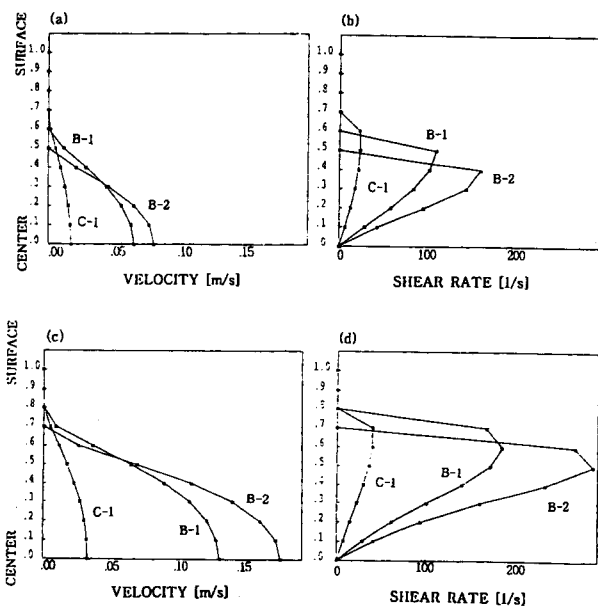 (a)
SURFACE
CENTER
1.0
.9
.8
.7
.6
.5
.4
.3
.2
.1
.0
B-1
B-2
C-1
.00 .05 .10 .15
VELOCITY [m/s]
(b)
1.0
.9
.8
.7
.6
.5
.4
.3
.2
.1
.0
B-1
B-2
C-1
0 100 200
SHEAR RATE [1/s]
(c)
SURFACE
CENTER
1.0
.9
.8
.7
.6
.5
.4
.3
.2
.1
.0
B-2
C-1
B-1
.00 .05 .10 .15
VELOCITY [m/s]
(d)
1.0
.9
.8
.7
.6
.5
.4
.3
.2
.1
.0
C-1
B-1
B-2
0 100 200
SHEAR RATE [1/s]